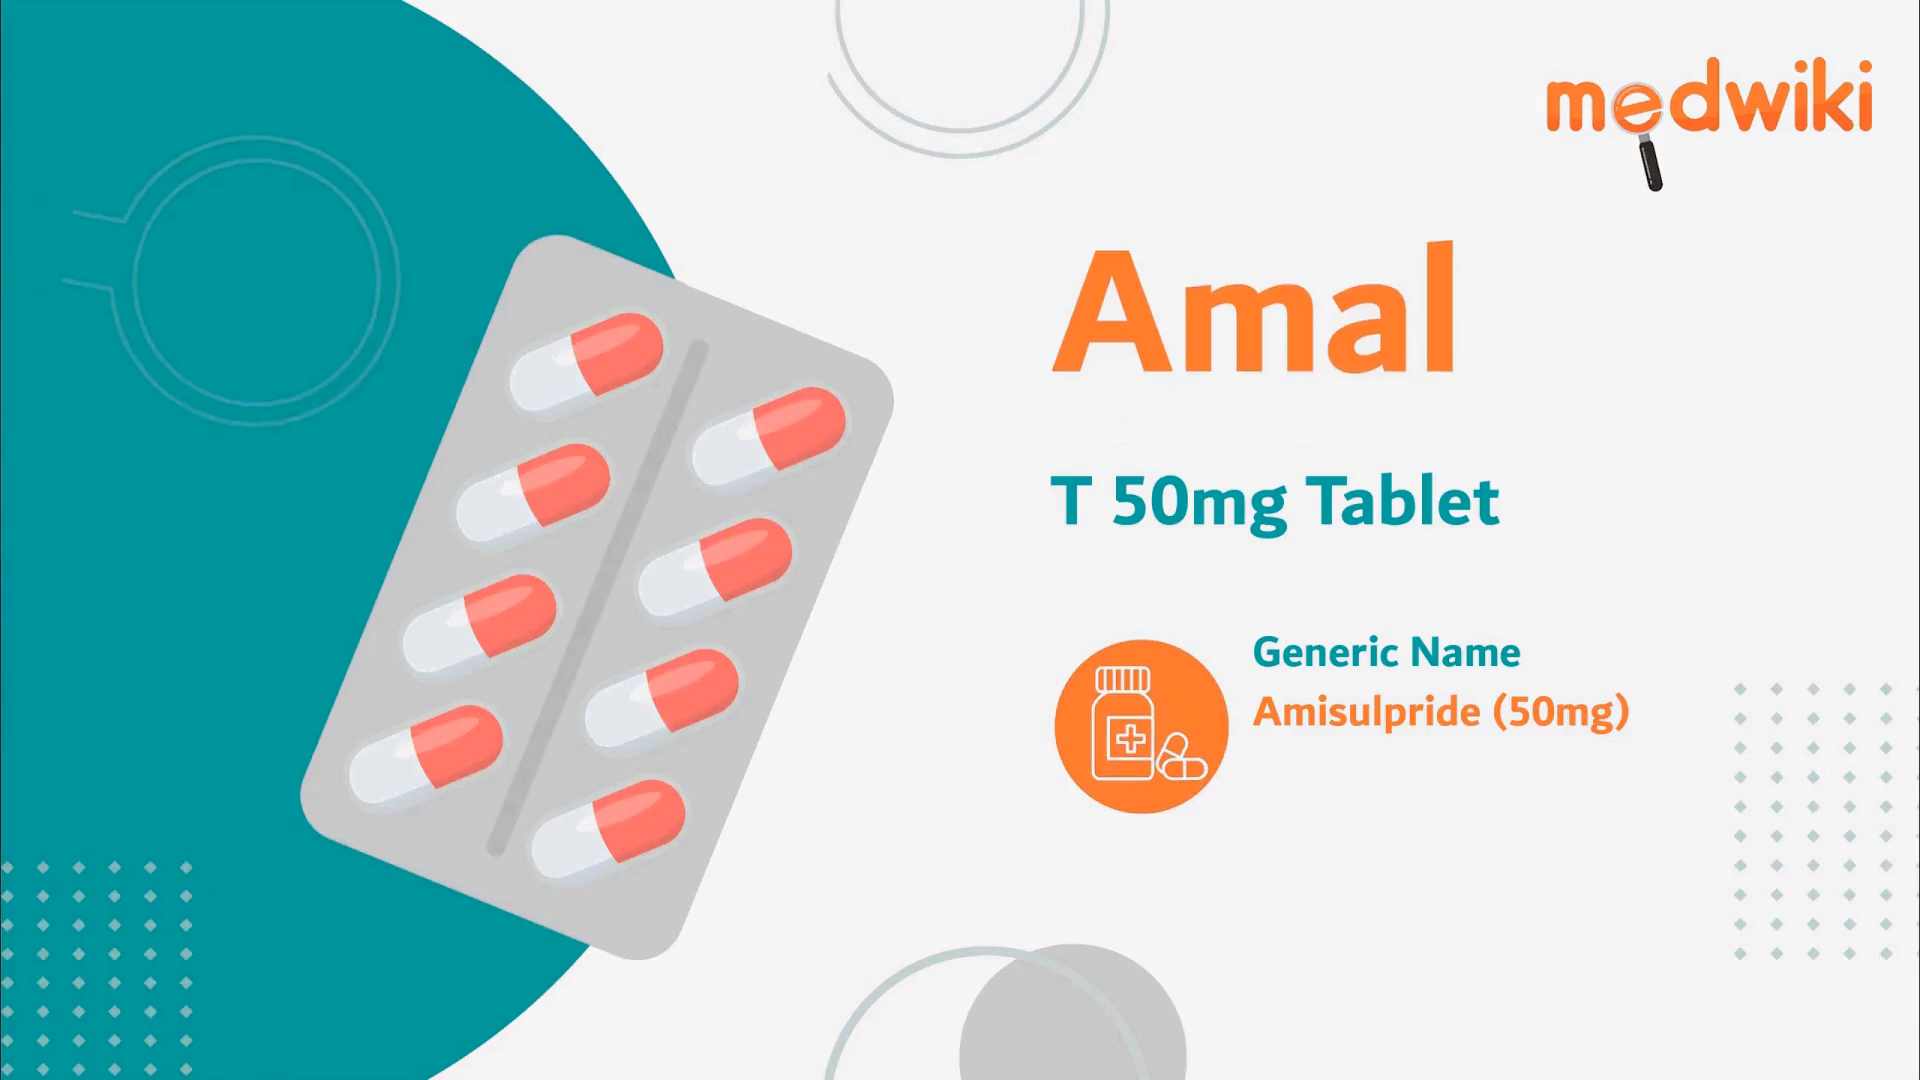 medwiki
Amal
T 50mg Tablet
Generic Name
Amisulpride (50mg)